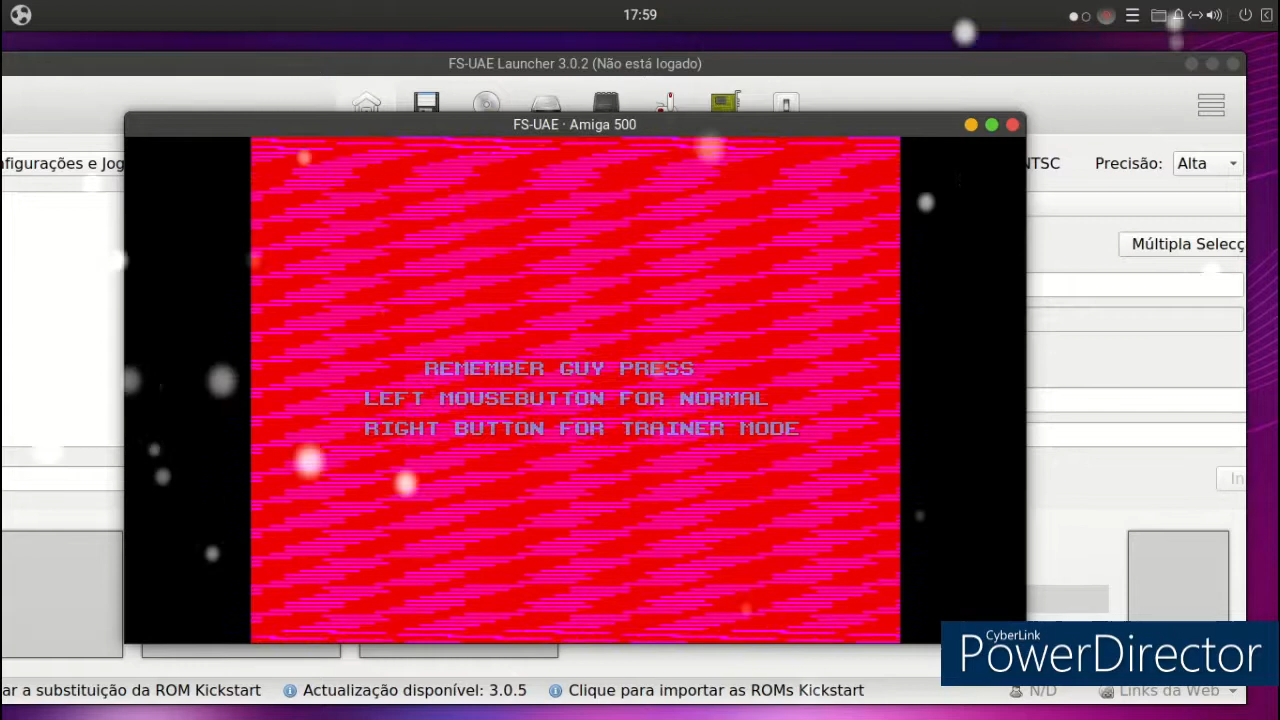 17:59
FS-UAE Launcher 3.0.2 (Não está logado)
FS-UAE · Amiga 500
nfigurações e Jog
NTSC
Precisão:
Alta
Múltipla Selecç
REMEMBER GUY PRESS
LEFT MOUSEBUTTON FOR NORMAL
RIGHT BUTTON FOR TRAINER MODE
In
CyberLink
PowerDirector
ar a substituição da ROM Kickstart
Actualização disponível: 3.0.5
Clique para importar as ROMs Kickstart
N/D
Links da Web